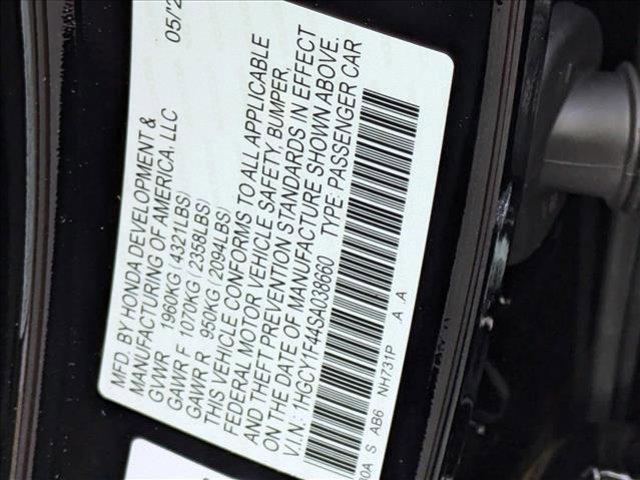 MFD. BY HONDA DEVELOPMENT &
MANUFACTURING OF AMERICA, LLC 05/2
GVWR 1960KG (4321LBS)
GAWR F 1070KG (2358LBS)
GAWR R 950KG (2094LBS)
THIS VEHICLE CONFORMS TO ALL APPLICABLE
FEDERAL MOTOR VEHICLE SAFETY, BUMPER,
AND THEFT PREVENTION STANDARDS IN EFFECT
ON THE DATE OF MANUFACTURE SHOWN ABOVE.
V.I.N.: 1HGCY1F44SA038660 TYPE: PASSENGER CAR
0A S AB6 NH731P A A